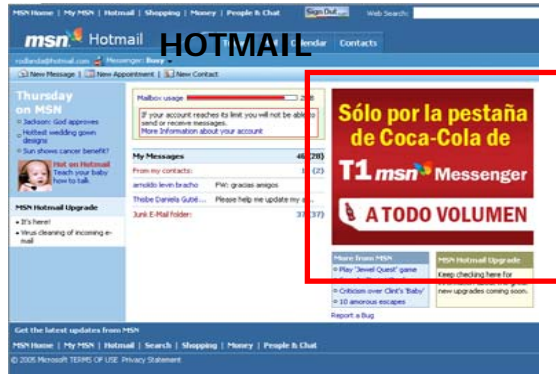 MSN Home | My MSN | Hotmail | Shopping | Money | People & Chat
Sign Out
Web Search:
msn Hotmail
HOTMAIL
Calendar
Contacts
Messenger: Busy
New Message | New Appointment | New Contact
Thursday
on MSN
Jackson: God approves
Hottest wedding gown
designs
Sun shows cancer benefit?
Hot on Hotmail
Teach your baby
how to talk.
MSN Hotmail Upgrade
It's here!
Virus cleaning of incoming e-
mail
Mailbox usage
If your account reaches its limit you will not be able to
send or receive messages.
More Information about your account
My Messages
(28)
From my contacts:
(2)
arnoldo levin bracho
FW: gracias amigos
Thebe Daniela
Please help me update my
Junk E-Mail folder:
(37)
Sólo por la pestaña
de Coca-Cola de
T1 msn Messenger
A TODO VOLUMEN
More from MSN
Play 'Jewel Quest' game
Criticism over Clint's 'Baby'
10 amorous escapes
Report a Bug
MSN Hotmail Upgrade
Keep checking here for
new upgrades coming soon.
Get the latest updates from MSN
MSN Home | My MSN | Hotmail | Search | Shopping | Money | People & Chat
© 2005 Microsoft TERMS OF USE Privacy Statement